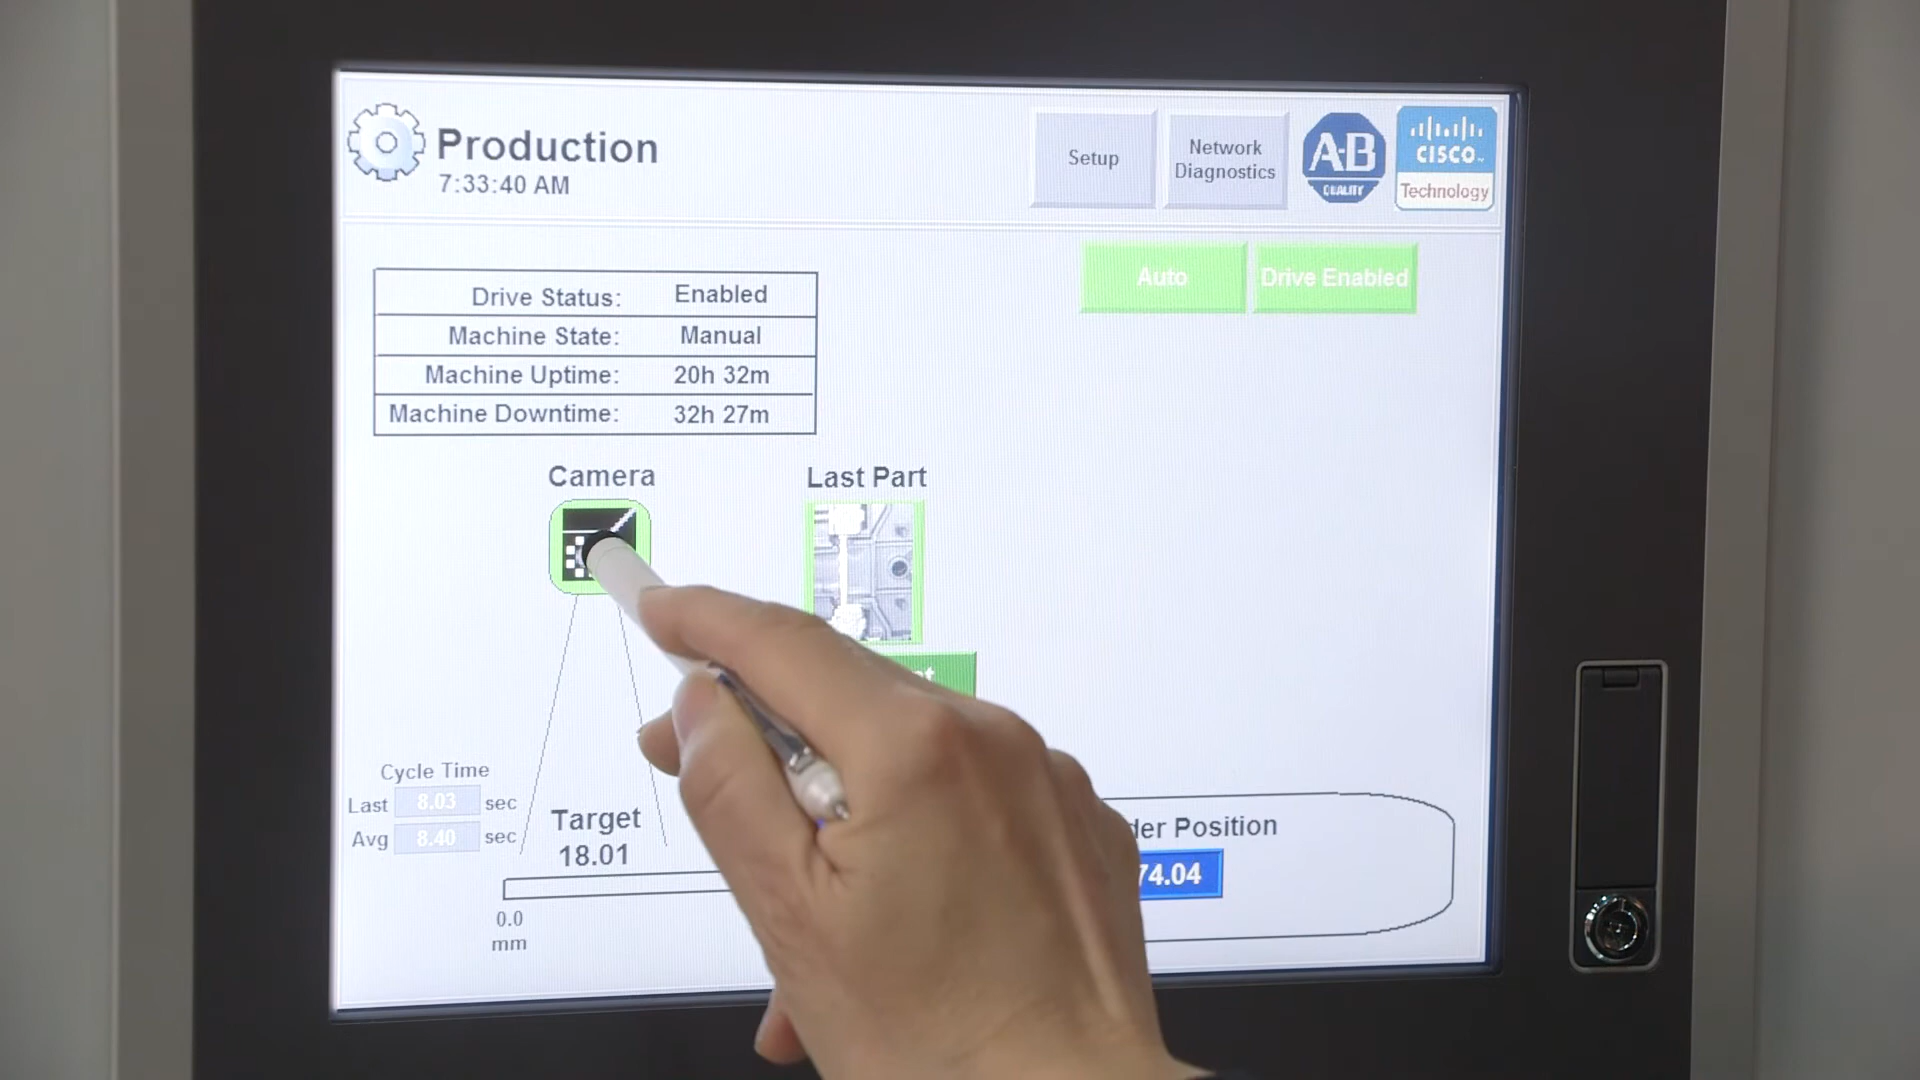 Production
7:33:40 AM
Setup
Network
Diagnostics
A-B
QUALITY
CISCO
Technology
Auto
Drive Enabled
Drive Status: Enabled
Machine State: Manual
Machine Uptime: 20h 32m
Machine Downtime: 32h 27m
Camera
Last Part
Cycle Time
Last 8.03 sec
Avg 8.40 sec
Target
18.01
0.0
mm
Position
74.04